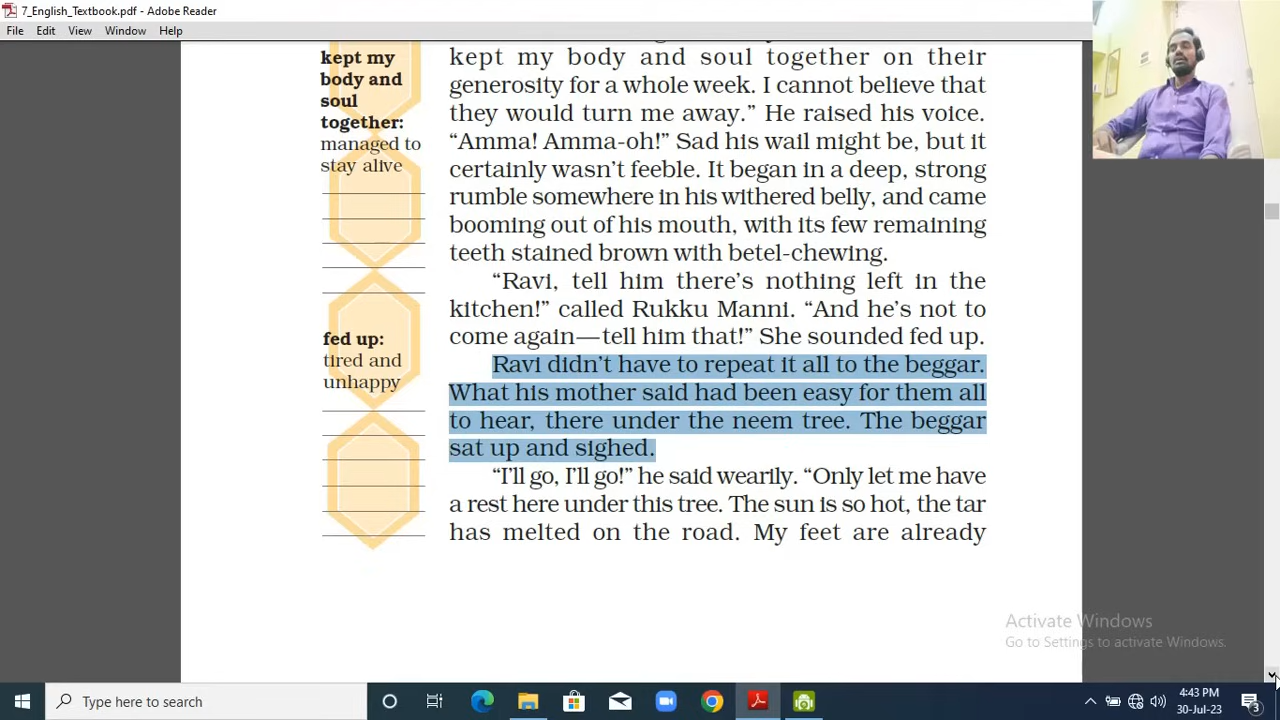 7_English_Textbook.pdf - Adobe Reader
File Edit View Window Help
kept my
body and
soul
together:
managed to
stay alive
fed up:
tired and
unhappy
kept my body and soul together on their
generosity for a whole week. I cannot believe that
they would turn me away.” He raised his voice.
“Amma! Amma-oh!” Sad his wail might be, but it
certainly wasn’t feeble. It began in a deep, strong
rumble somewhere in his withered belly, and came
booming out of his mouth, with its few remaining
teeth stained brown with betel-chewing.
“Ravi, tell him there’s nothing left in the
kitchen!” called Rukku Manni. “And he’s not to
come again—tell him that!” She sounded fed up.
Ravi didn’t have to repeat it all to the beggar.
What his mother said had been easy for them all
to hear, there under the neem tree. The beggar
sat up and sighed.
“I’ll go, I’ll go!” he said wearily. “Only let me have
a rest here under this tree. The sun is so hot, the tar
has melted on the road. My feet are already
Activate Windows
Go to Settings to activate Windows.
Type here to search
4:43 PM
30-Jul-23
3